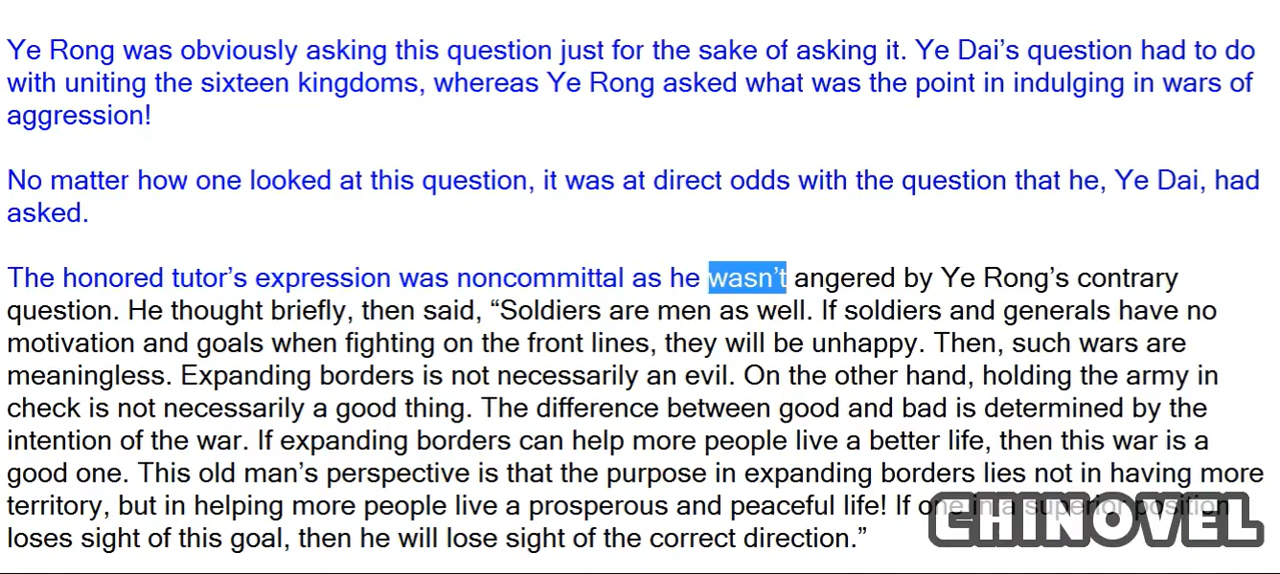 Ye Rong was obviously asking this question just for the sake of asking it. Ye Dai’s question had to do
with uniting the sixteen kingdoms, whereas Ye Rong asked what was the point in indulging in wars of
aggression!
No matter how one looked at this question, it was at direct odds with the question that he, Ye Dai, had
asked.
The honored tutor’s expression was noncommittal as he wasn’t angered by Ye Rong’s contrary
question. He thought briefly, then said, “Soldiers are men as well. If soldiers and generals have no
motivation and goals when fighting on the front lines, they will be unhappy. Then, such wars are
meaningless. Expanding borders is not necessarily an evil. On the other hand, holding the army in
check is not necessarily a good thing. The difference between good and bad is determined by the
intention of the war. If expanding borders can help more people live a better life, then this war is a
good one. This old man’s perspective is that the purpose in expanding borders lies not in having more
territory, but in helping more people live a prosperous and peaceful life! If one in a superior position
loses sight of this goal, then he will lose sight of the correct direction.”
CHINOVEL